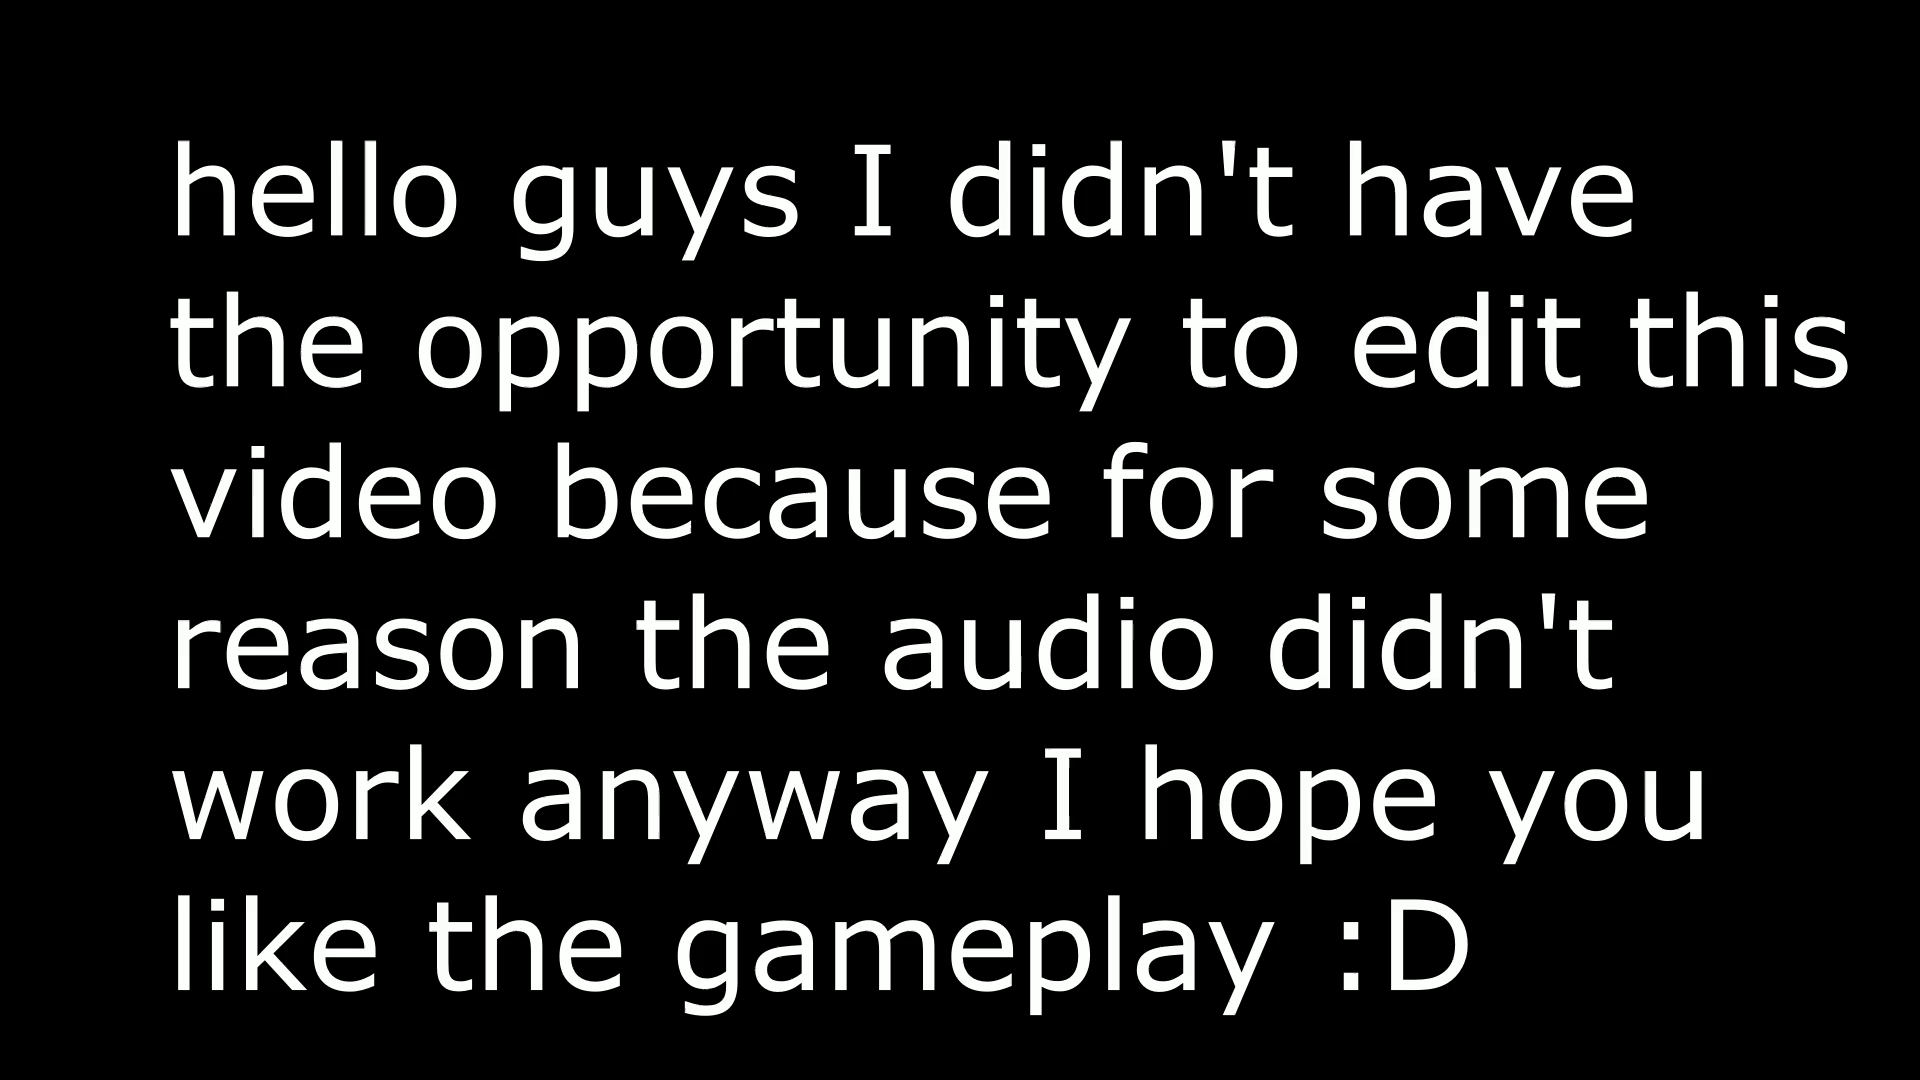 hello guys I didn't have
the opportunity to edit this
video because for some
reason the audio didn't
work anyway I hope you
like the gameplay :D